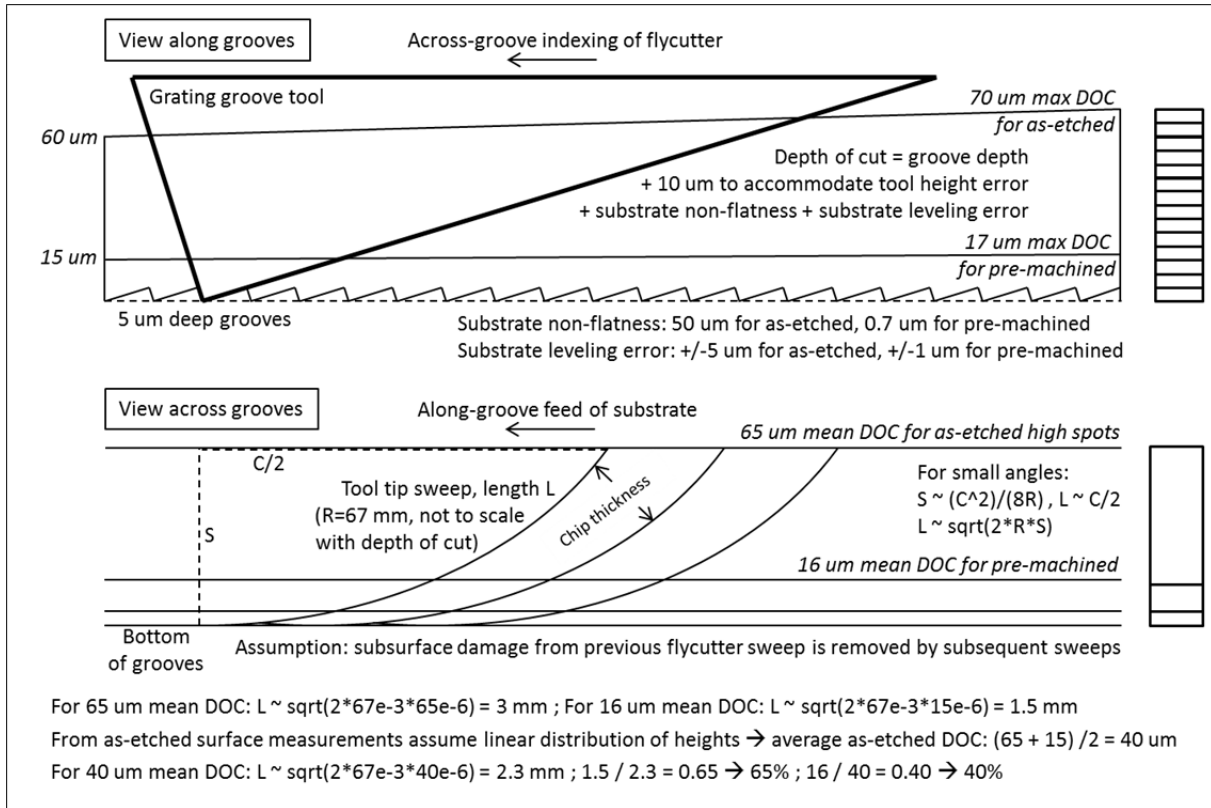 View along grooves
Across-groove indexing of flycutter
Grating groove tool
70 um max DOC
for as-etched
60 um
Depth of cut = groove depth
+ 10 um to accommodate tool height error
+ substrate non-flatness + substrate leveling error
17 um max DOC
for pre-machined
15 um
5 um deep grooves
Substrate non-flatness: 50 um for as-etched, 0.7 um for pre-machined
Substrate leveling error: +/-5 um for as-etched, +/-1 um for pre-machined
View across grooves
Along-groove feed of substrate
65 um mean DOC for as-etched high spots
C/2
Tool tip sweep, length L
(R=67 mm, not to scale
with depth of cut)
S
Chip thickness
For small angles:
S ~ (C^2)/(8R) , L ~ C/2
L ~ sqrt(2*R*S)
16 um mean DOC for pre-machined
Bottom
of grooves
Assumption: subsurface damage from previous flycutter sweep is removed by subsequent sweeps
For 65 um mean DOC: L ~ sqrt(2*67e-3*65e-6) = 3 mm ; For 16 um mean DOC: L ~ sqrt(2*67e-3*15e-6) = 1.5 mm
From as-etched surface measurements assume linear distribution of heights → average as-etched DOC: (65 + 15) /2 = 40 um
For 40 um mean DOC: L ~ sqrt(2*67e-3*40e-6) = 2.3 mm ; 1.5 / 2.3 = 0.65 → 65% ; 16 / 40 = 0.40 → 40%